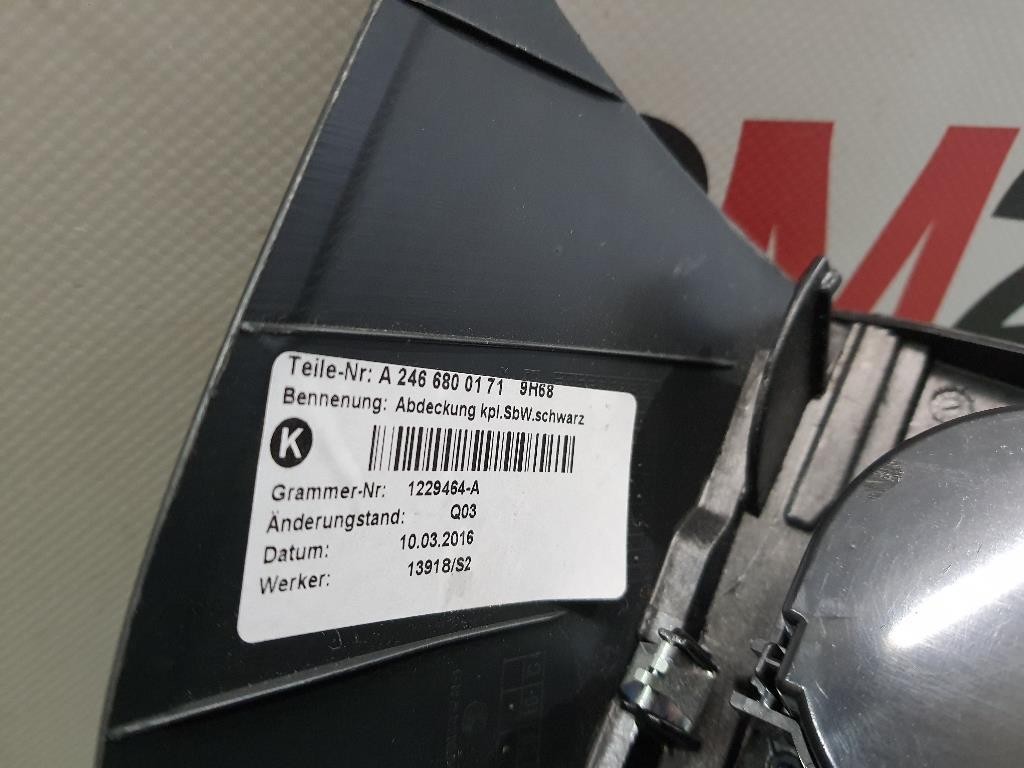 Teile-Nr: A 246 680 01 71 9H68
Bennenung: Abdeckung kpl.SbW.schwarz
K
Grammer-Nr: 1229464-A
Änderungstand: Q03
Datum: 10.03.2016
Werker: 13918/S2
M2